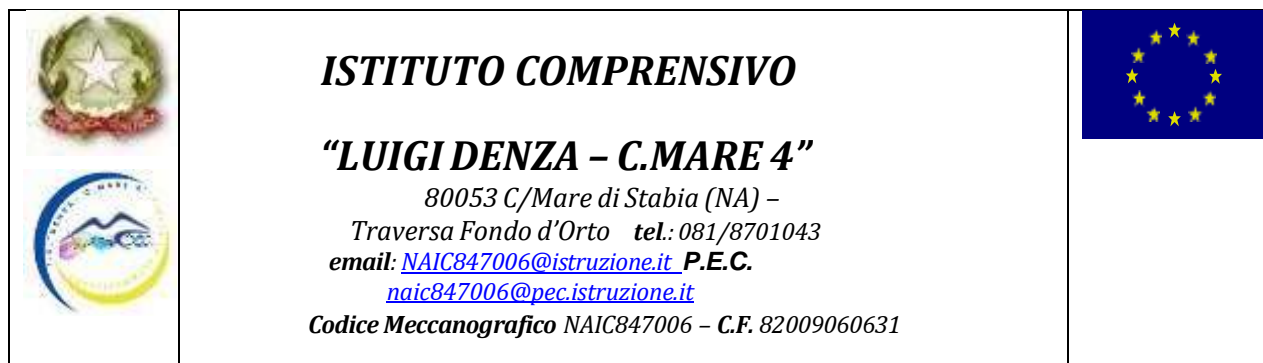 ISTITUTO COMPRENSIVO
“LUIGI DENZA – C.MARE 4”
80053 C/Mare di Stabia (NA) –
Traversa Fondo d’Orto tel.: 081/8701043
email: NAIC847006@istruzione.it P.E.C.
naic847006@pec.istruzione.it
Codice Meccanografico NAIC847006 – C.F. 82009060631